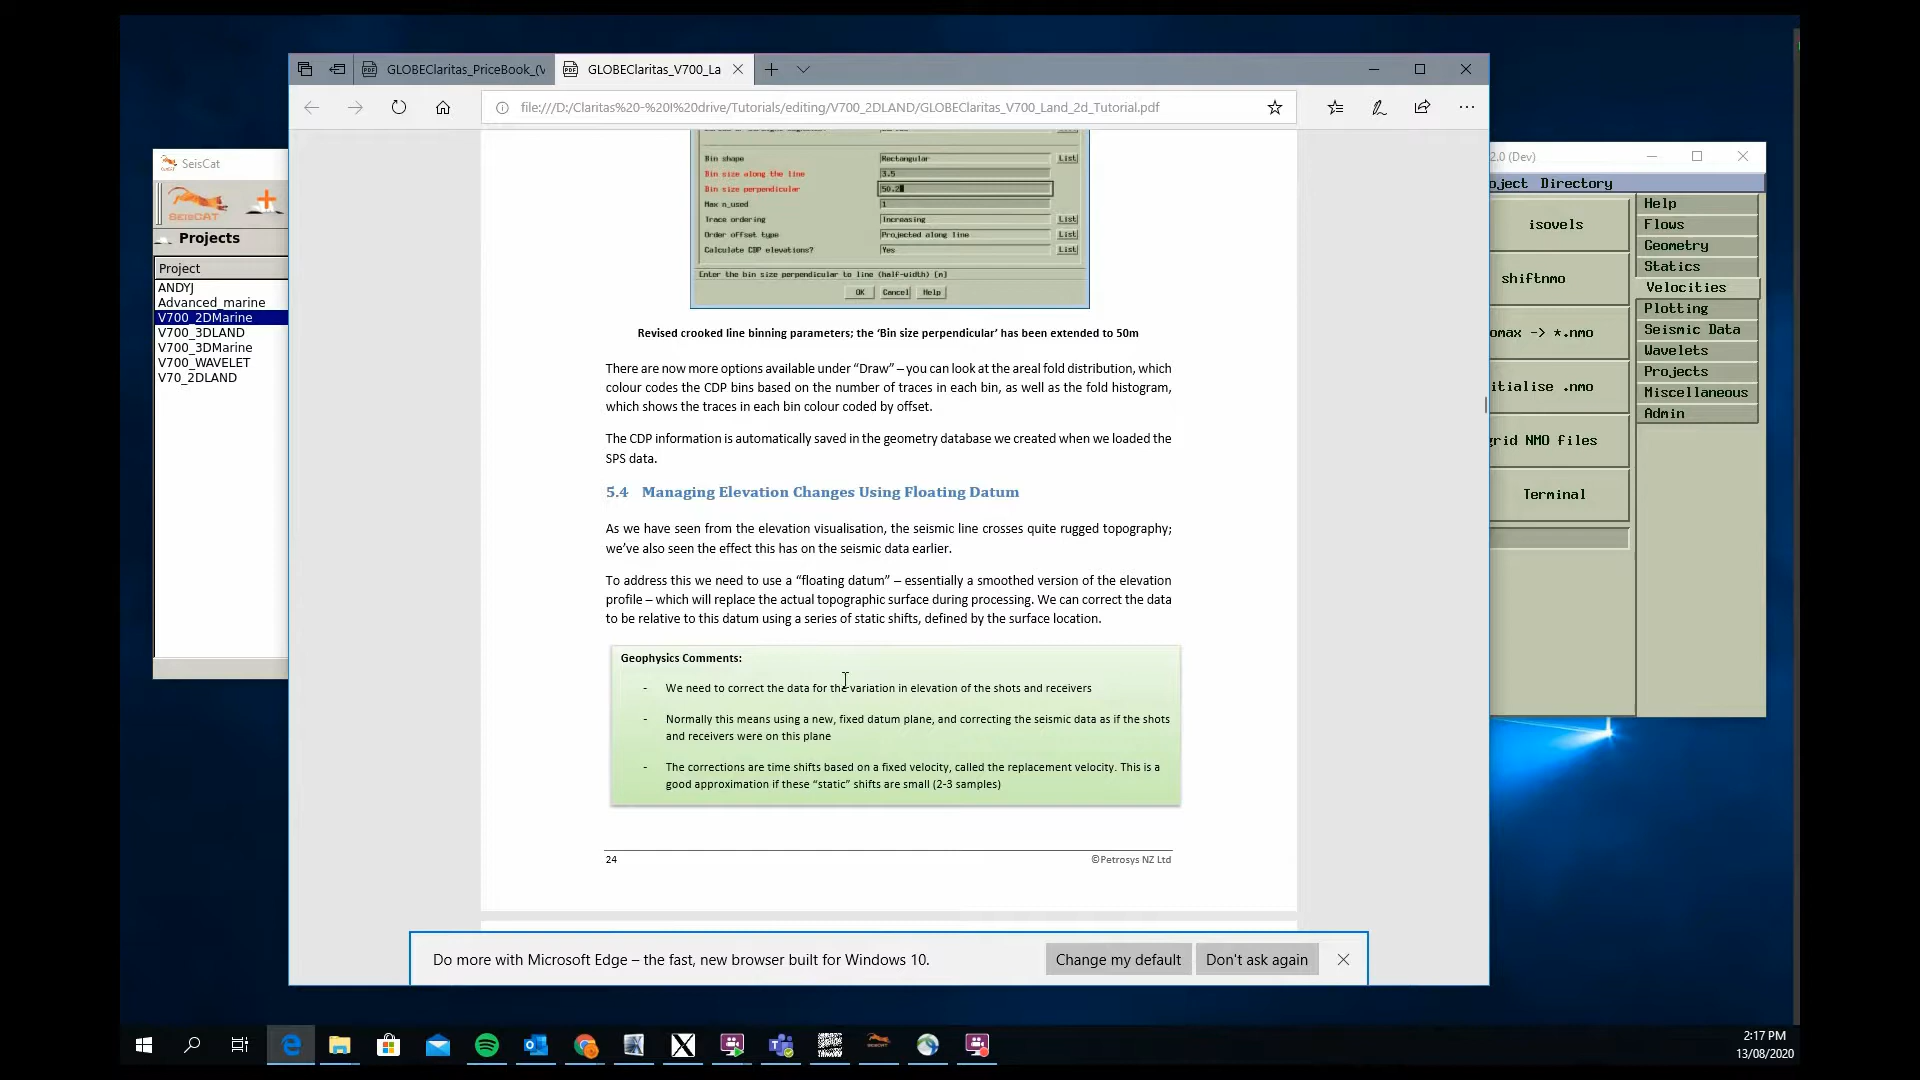 GLOBEClaritas_PriceBook_(V
GLOBEClaritas_V700_La
file:///D:/Claritas%20-%20I%20drive/Tutorials/editing/V700_2DLAND/GLOBEClaritas_V700_Land_2d_Tutorial.pdf
SeisCat
SEISCAT
Projects
Project
ANDYJ
Advanced_marine
V700_2DMarine
V700_3DLAND
V700_3DMarine
V700_WAVELET
V70_2DLAND
Bin shape Rectangular List
Bin size along the line 3.5
Bin size perpendicular 50.2
Max n_used 1
Trace ordering Increasing List
Order offset type Projected along line List
Calculate CDP elevations? Yes List
Enter the bin size perpendicular to line (half-width) [m]
OK Cancel Help
Revised crooked line binning parameters; the ‘Bin size perpendicular’ has been extended to 50m
There are now more options available under “Draw” – you can look at the areal fold distribution, which
colour codes the CDP bins based on the number of traces in each bin, as well as the fold histogram,
which shows the traces in each bin colour coded by offset.
The CDP information is automatically saved in the geometry database we created when we loaded the
SPS data.
5.4 Managing Elevation Changes Using Floating Datum
As we have seen from the elevation visualisation, the seismic line crosses quite rugged topography;
we’ve also seen the effect this has on the seismic data earlier.
To address this we need to use a “floating datum” – essentially a smoothed version of the elevation
profile – which will replace the actual topographic surface during processing. We can correct the data
to be relative to this datum using a series of static shifts, defined by the surface location.
Geophysics Comments:
- We need to correct the data for the variation in elevation of the shots and receivers
- Normally this means using a new, fixed datum plane, and correcting the seismic data as if the shots
and receivers were on this plane
- The corrections are time shifts based on a fixed velocity, called the replacement velocity. This is a
good approximation if these “static” shifts are small (2-3 samples)
24 ©Petrosys NZ Ltd
Do more with Microsoft Edge – the fast, new browser built for Windows 10.
Change my default
Don't ask again
2.0 (Dev)
oject Directory
isovels
shiftnmo
omax -> *.nmo
itialise .nmo
grid NMO files
Terminal
Help
Flows
Geometry
Statics
Velocities
Plotting
Seismic Data
Wavelets
Projects
Miscellaneous
Admin
2:17 PM
13/08/2020